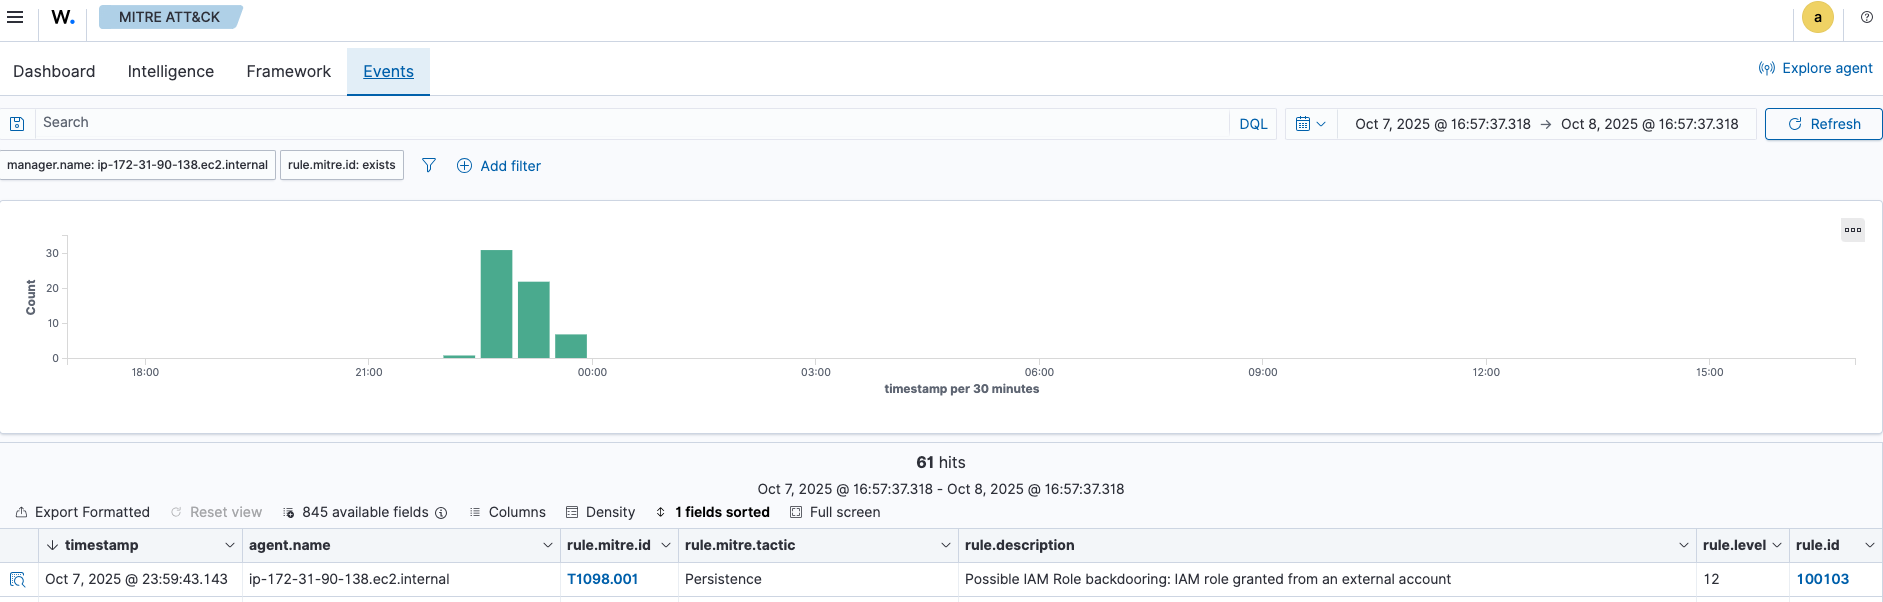 W.
MITRE ATT&CK
a
Dashboard Intelligence Framework Events
Explore agent
Search
DQL
Oct 7, 2025 @ 16:57:37.318 → Oct 8, 2025 @ 16:57:37.318
Refresh
manager.name: ip-172-31-90-138.ec2.internal
rule.mitre.id: exists
Add filter
Count
30
20
10
0
18:00 21:00 00:00 03:00 06:00 09:00 12:00 15:00
timestamp per 30 minutes
61 hits
Oct 7, 2025 @ 16:57:37.318 - Oct 8, 2025 @ 16:57:37.318
Export Formatted Reset view 845 available fields Columns Density 1 fields sorted Full screen
timestamp agent.name rule.mitre.id rule.mitre.tactic rule.description rule.level rule.id
Oct 7, 2025 @ 23:59:43.143 ip-172-31-90-138.ec2.internal T1098.001 Persistence Possible IAM Role backdooring: IAM role granted from an external account 12 100103